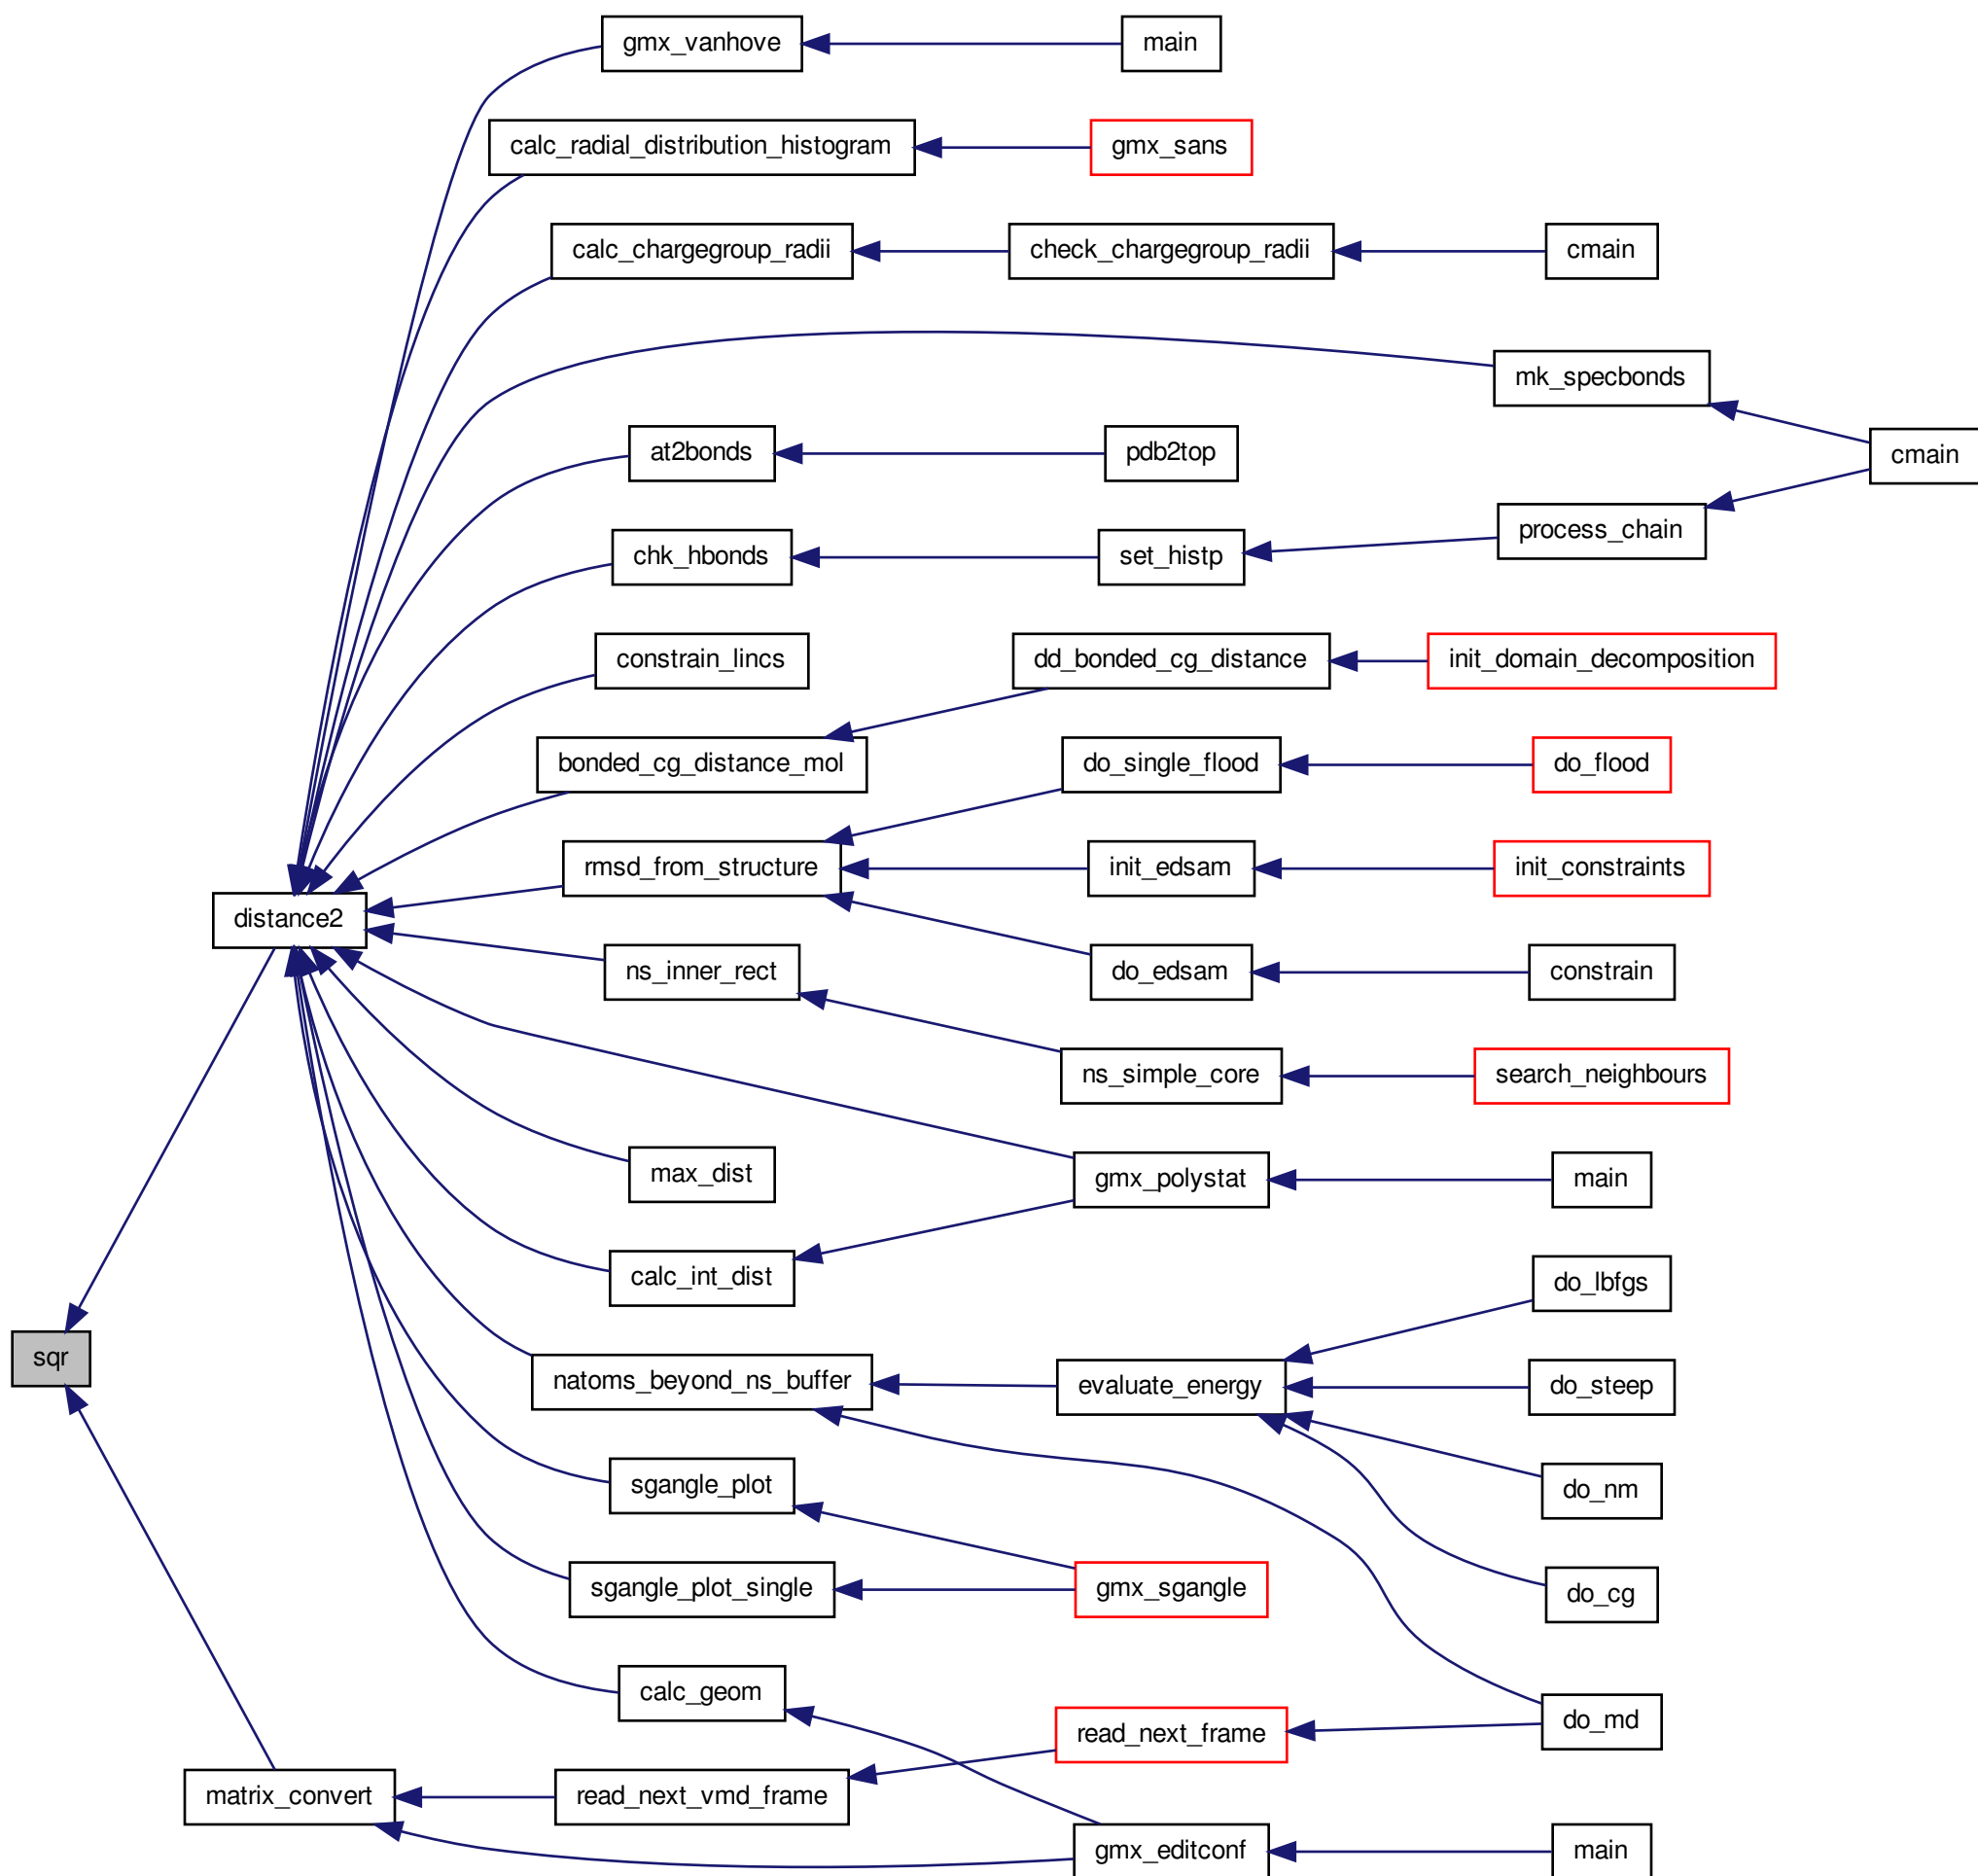 gmx_vanhove
main
calc_radial_distribution_histogram
gmx_sans
calc_chargegroup_radii
check_chargegroup_radii
cmain
mk_specbonds
at2bonds
pdb2top
cmain
chk_hbonds
set_histp
process_chain
constrain_lincs
dd_bonded_cg_distance
init_domain_decomposition
bonded_cg_distance_mol
do_single_flood
do_flood
rmsd_from_structure
init_edsam
init_constraints
distance2
ns_inner_rect
do_edsam
constrain
ns_simple_core
search_neighbours
max_dist
gmx_polystat
main
calc_int_dist
do_lbfgs
sqr
natoms_beyond_ns_buffer
evaluate_energy
do_steep
sgangle_plot
do_nm
sgangle_plot_single
gmx_sgangle
do_cg
calc_geom
read_next_frame
do_md
matrix_convert
read_next_vmd_frame
gmx_editconf
main